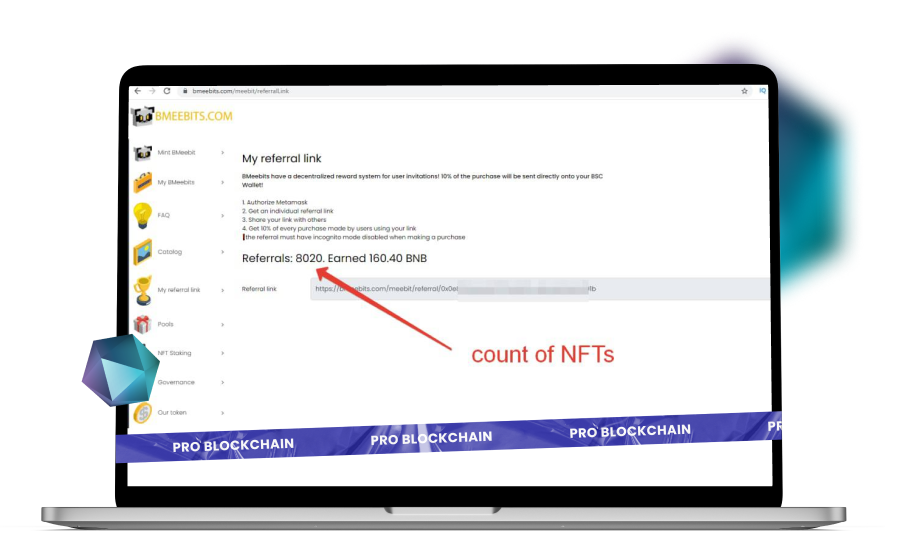 bmeebits.com/meebit/referralLink
IQ
BMEEBITS.COM
Mint BMeebit
My BMeebits
FAQ
Catalog
My referral link
Pools
NFT Staking
Governance
Our token
My referral link
BMeebits have a decentralized reward system for user invitations! 10% of the purchase will be sent directly onto your BSC
Wallet!
1. Authorize Metamask
2. Get an individual referral link
3. Share your link with others
4. Get 10% of every purchase made by users using your link
the referral must have incognito mode disabled when making a purchase
Referrals: 8020. Earned 160.40 BNB
Referral link
https://bmeebits.com/meebit/referral/0x0e
count of NFTs
PRO BLOCKCHAIN PRO BLOCKCHAIN PRO BLOCKCHAIN PR